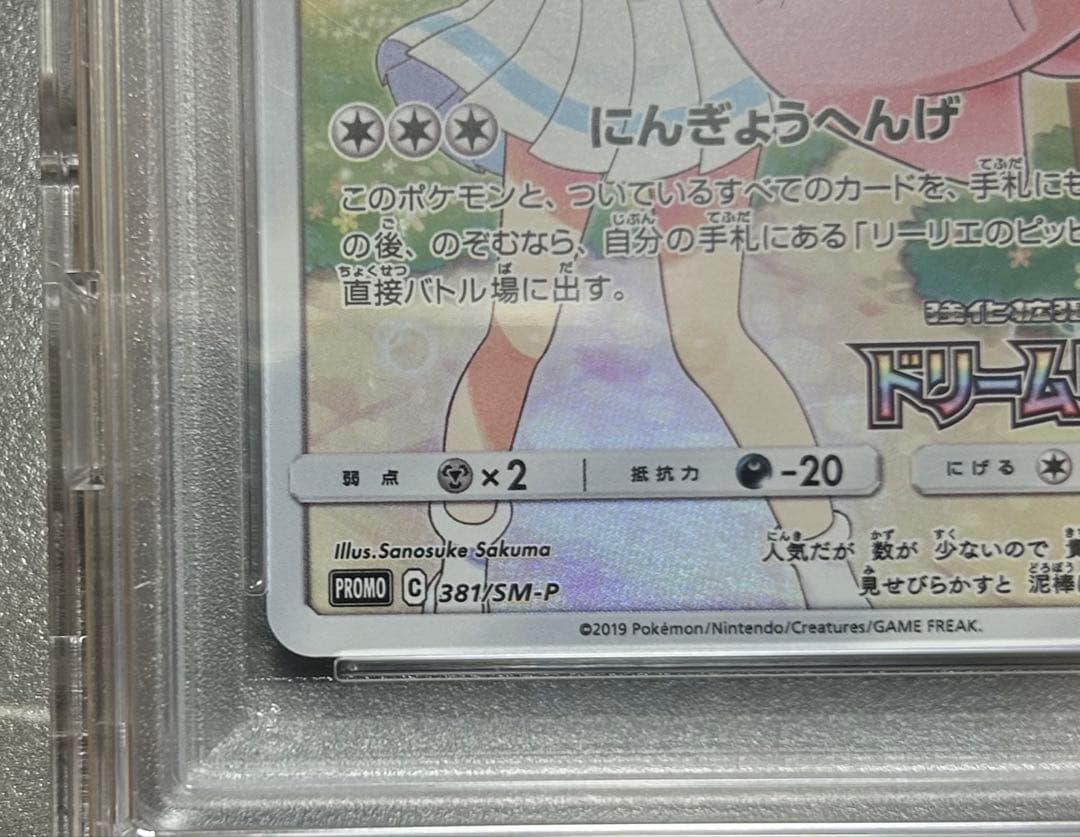 にんぎょうへんげ
このポケモンと、ついているすべてのカードを、手札にも
の後、のぞむなら、自分の手札にある「リーリエのピッピ
直接バトル場に出す。
強化拡張
ドリーム
弱点 ×2 抵抗力 -20 にげる
Illus.Sanosuke Sakuma
人気だが 数が 少ないので
PROMO C 381/SM-P
見せびらかすと 泥棒に
©2019 Pokémon/Nintendo/Creatures/GAME FREAK.